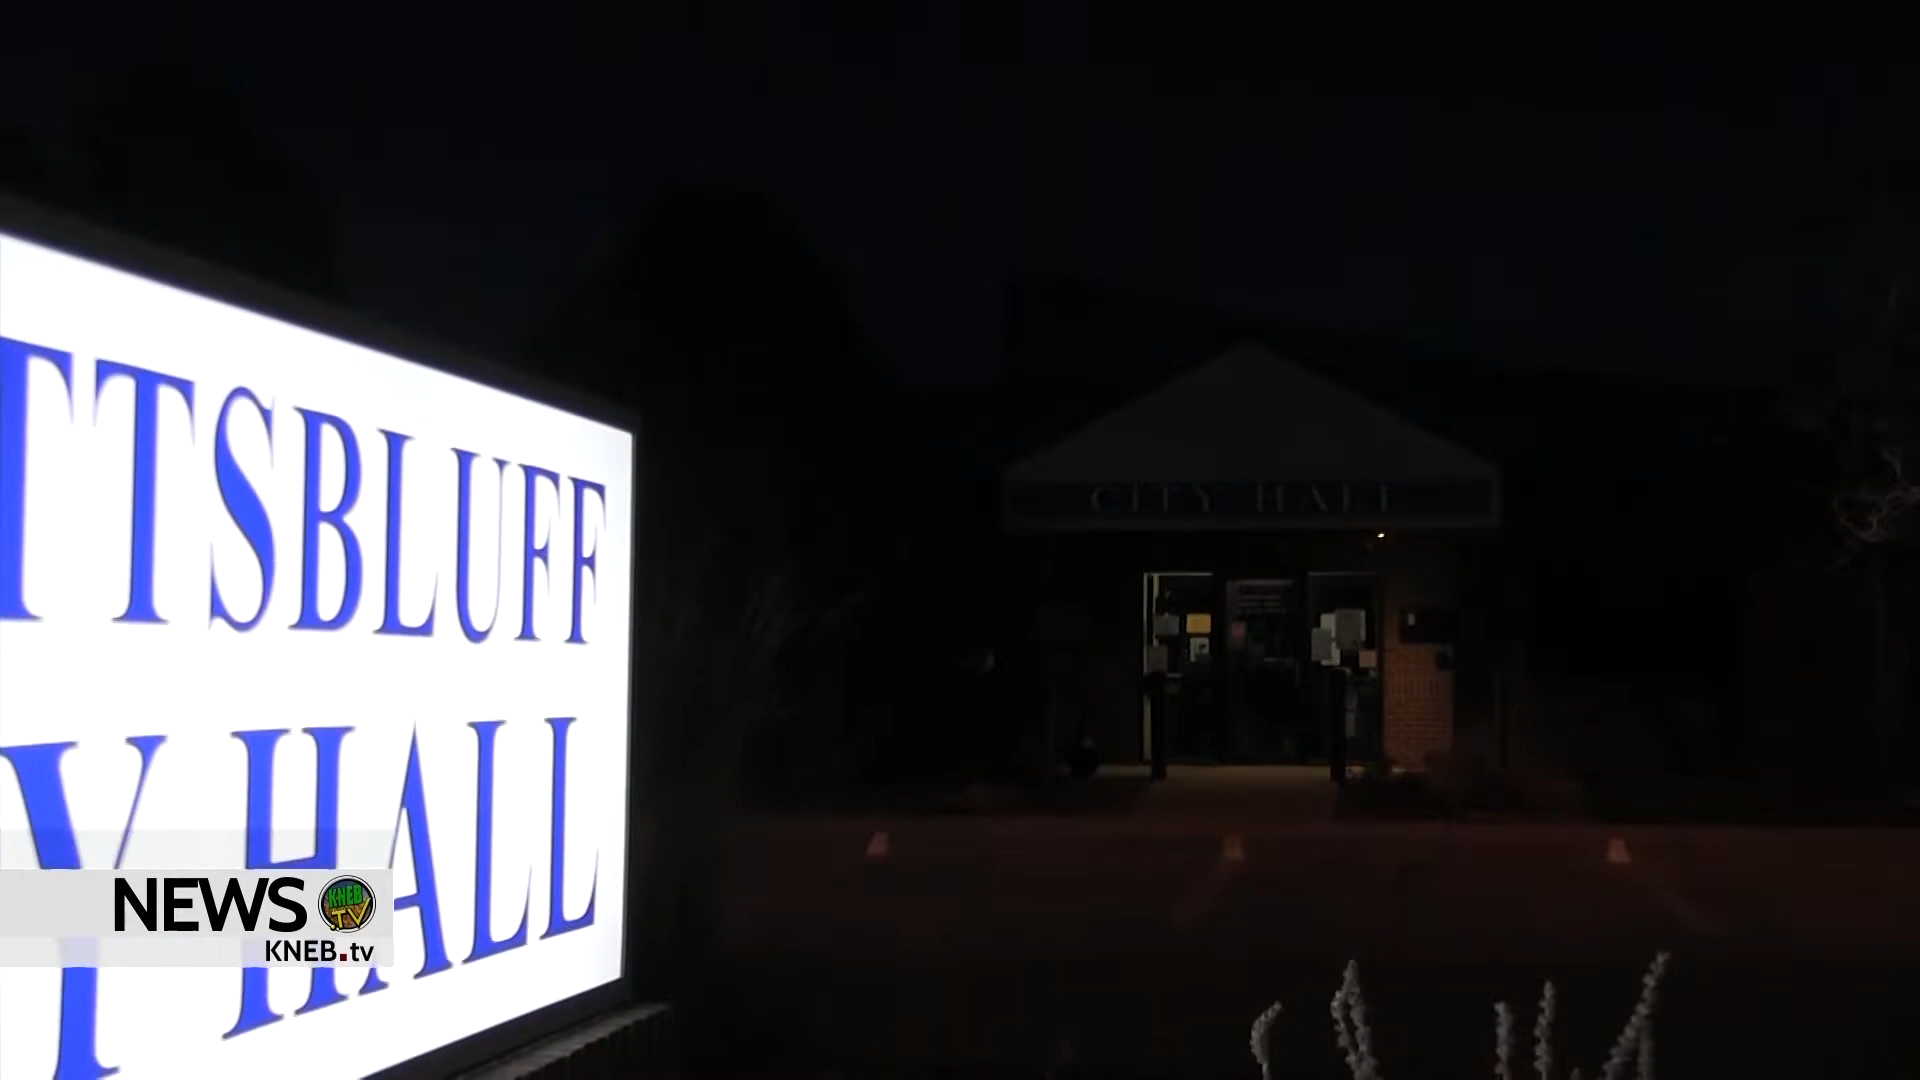 TTSBLUFF
Y HALL
CITY HALL
NEWS
KNEB
.TV
KNEB.tv